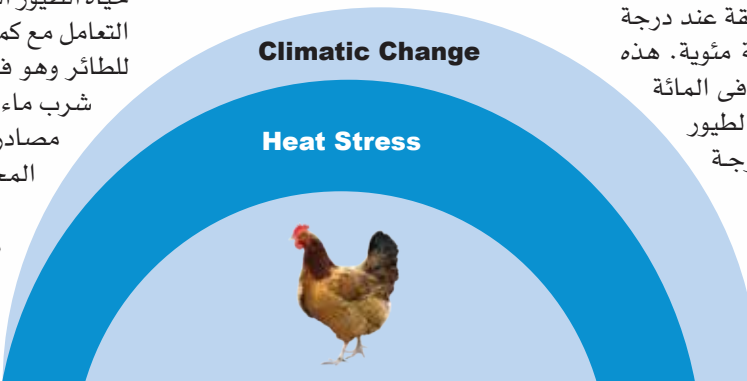 قة عند درجة
ة مئوية. هذه
فى المائة
لطيور
رجة
Climatic Change
Heat Stress
حياة الطيور ا
التعامل مع كم
للطائر وهو ف
شرب ماء
مصادر
المح